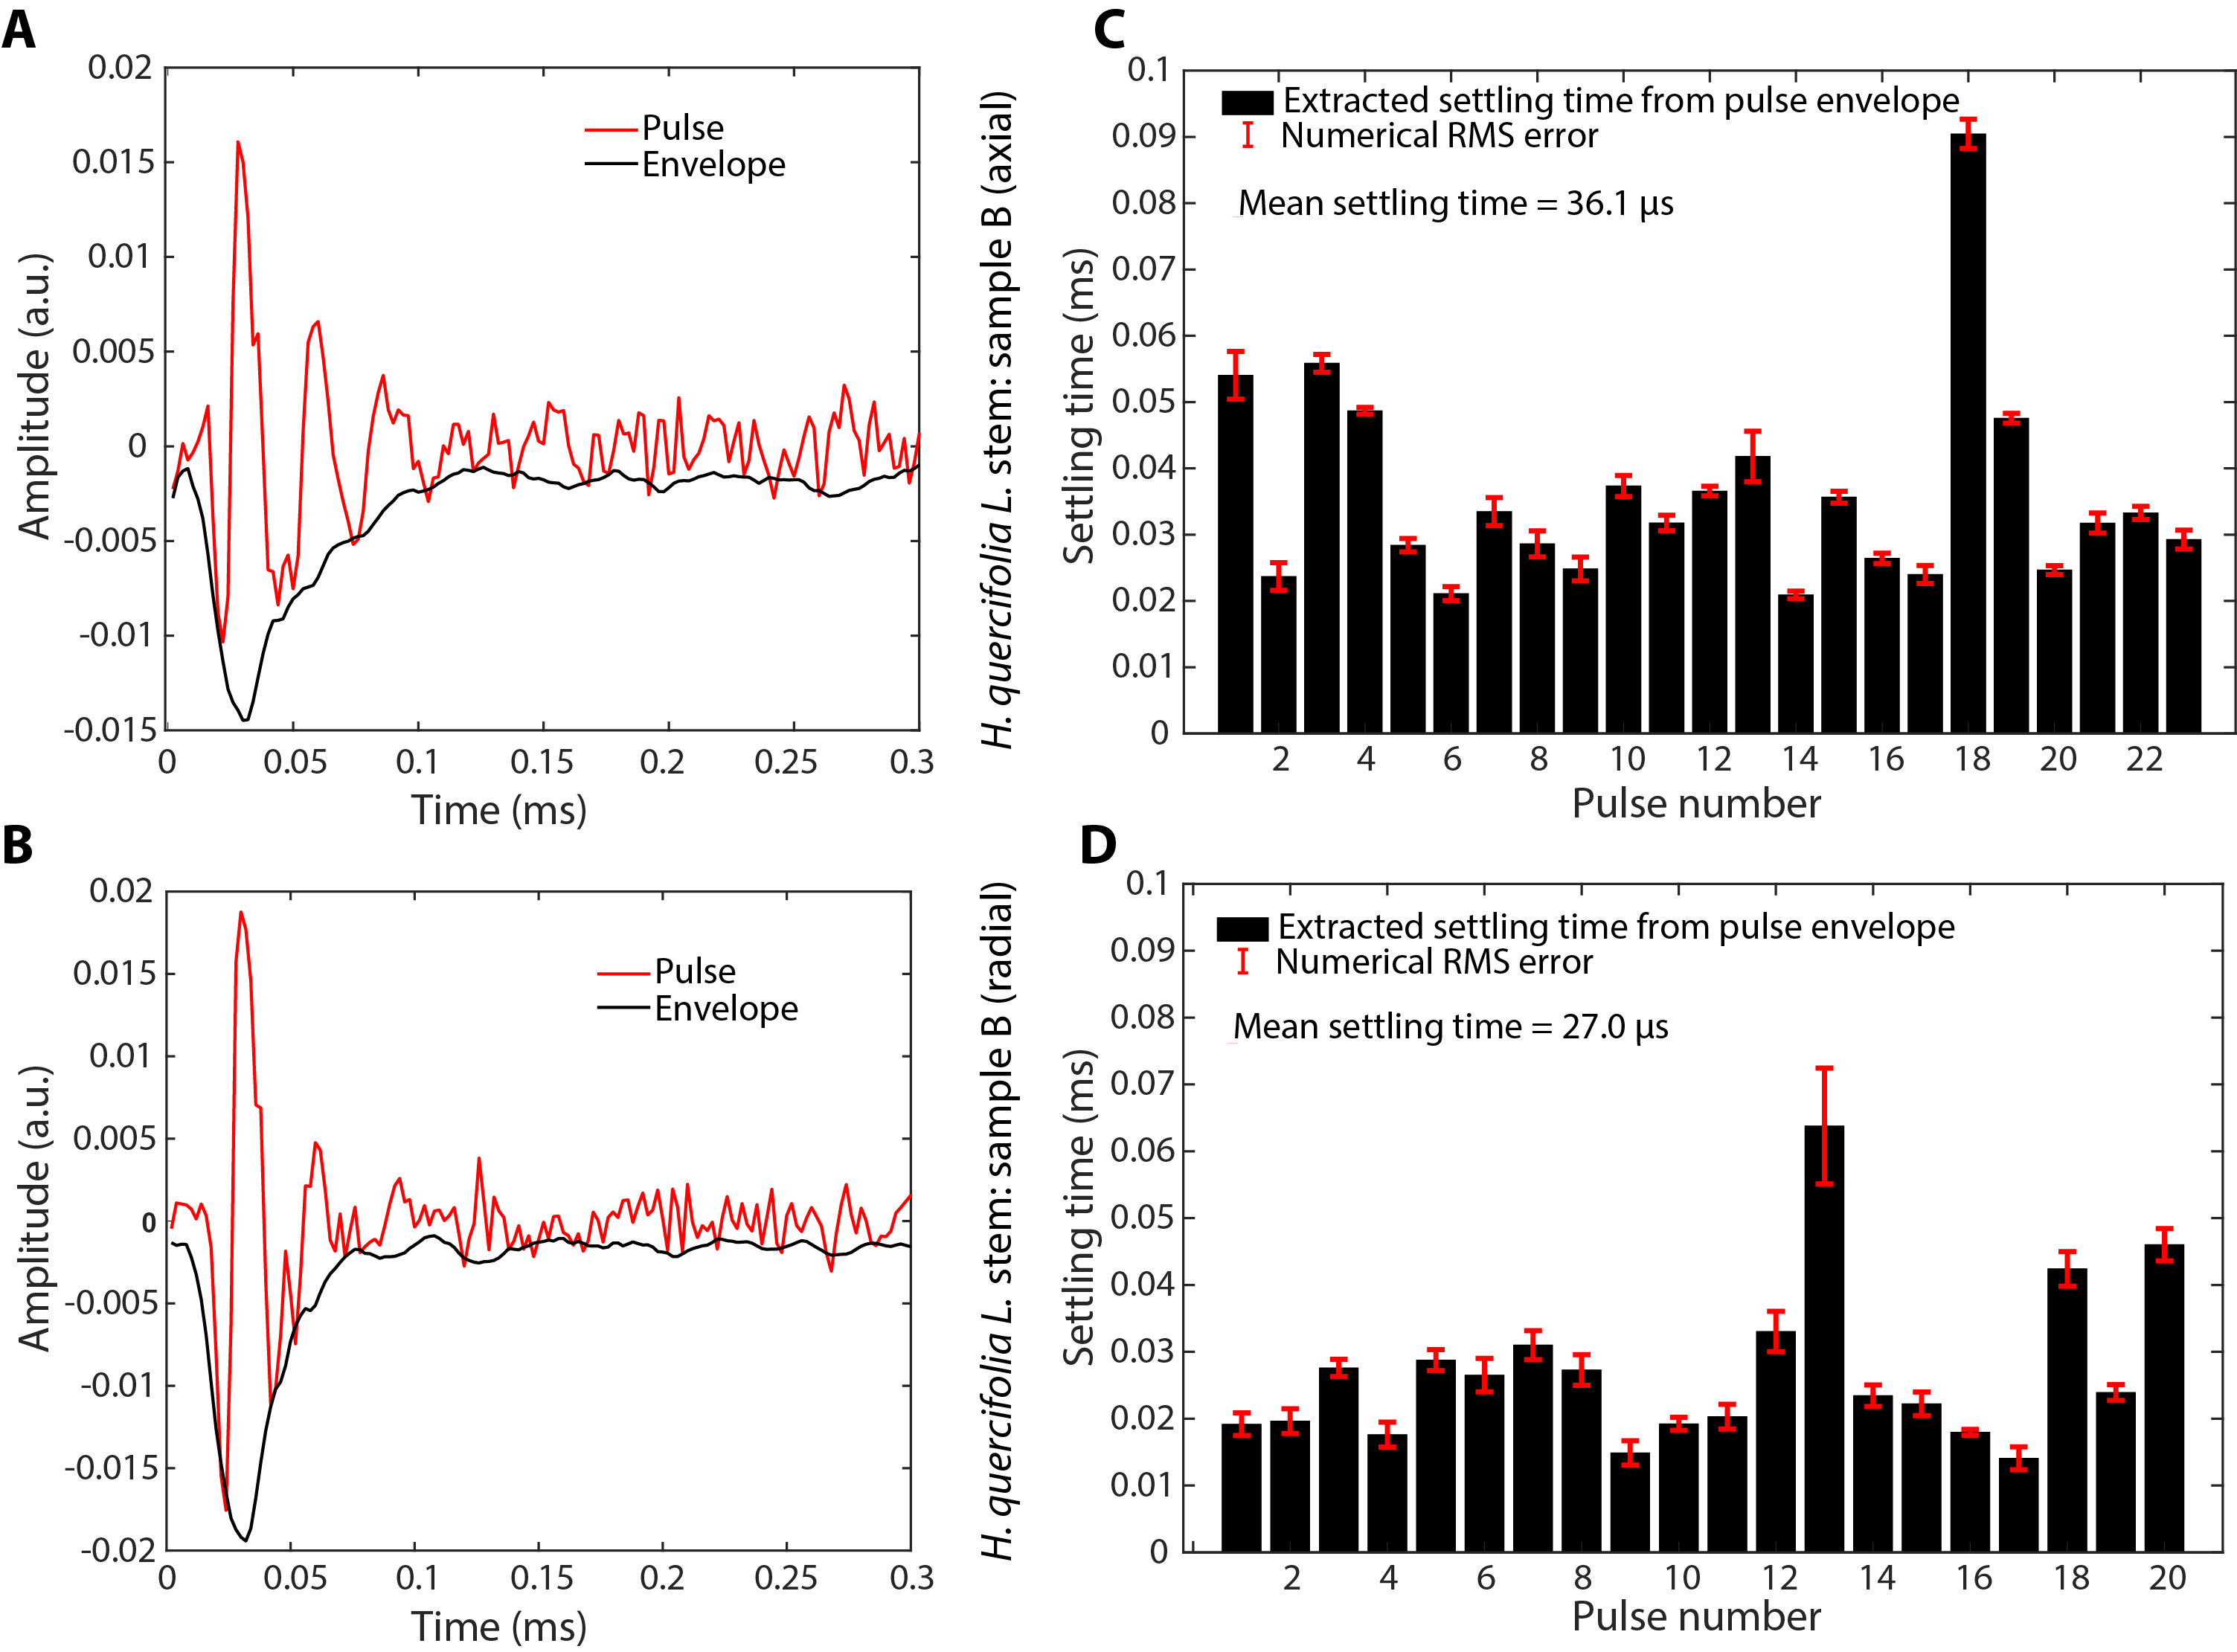 A
0.02
0.015
0.01
0.005
0
-0.005
-0.01
-0.015
Amplitude (a.u.)
Pulse
Envelope
0 0.05 0.1 0.15 0.2 0.25 0.3
Time (ms)
H. quercifolia L. stem: sample B (axial)
C
0.1
0.09
0.08
0.07
0.06
0.05
0.04
0.03
0.02
0.01
0
Settling time (ms)
Extracted settling time from pulse envelope
Numerical RMS error
Mean settling time = 36.1 µs
2 4 6 8 10 12 14 16 18 20 22
Pulse number
B
0.02
0.015
0.01
0.005
0
-0.005
-0.01
-0.015
-0.02
Amplitude (a.u.)
Pulse
Envelope
0 0.05 0.1 0.15 0.2 0.25 0.3
Time (ms)
H. quercifolia L. stem: sample B (radial)
D
0.1
0.09
0.08
0.07
0.06
0.05
0.04
0.03
0.02
0.01
0
Settling time (ms)
Extracted settling time from pulse envelope
Numerical RMS error
Mean settling time = 27.0 µs
2 4 6 8 10 12 14 16 18 20
Pulse number